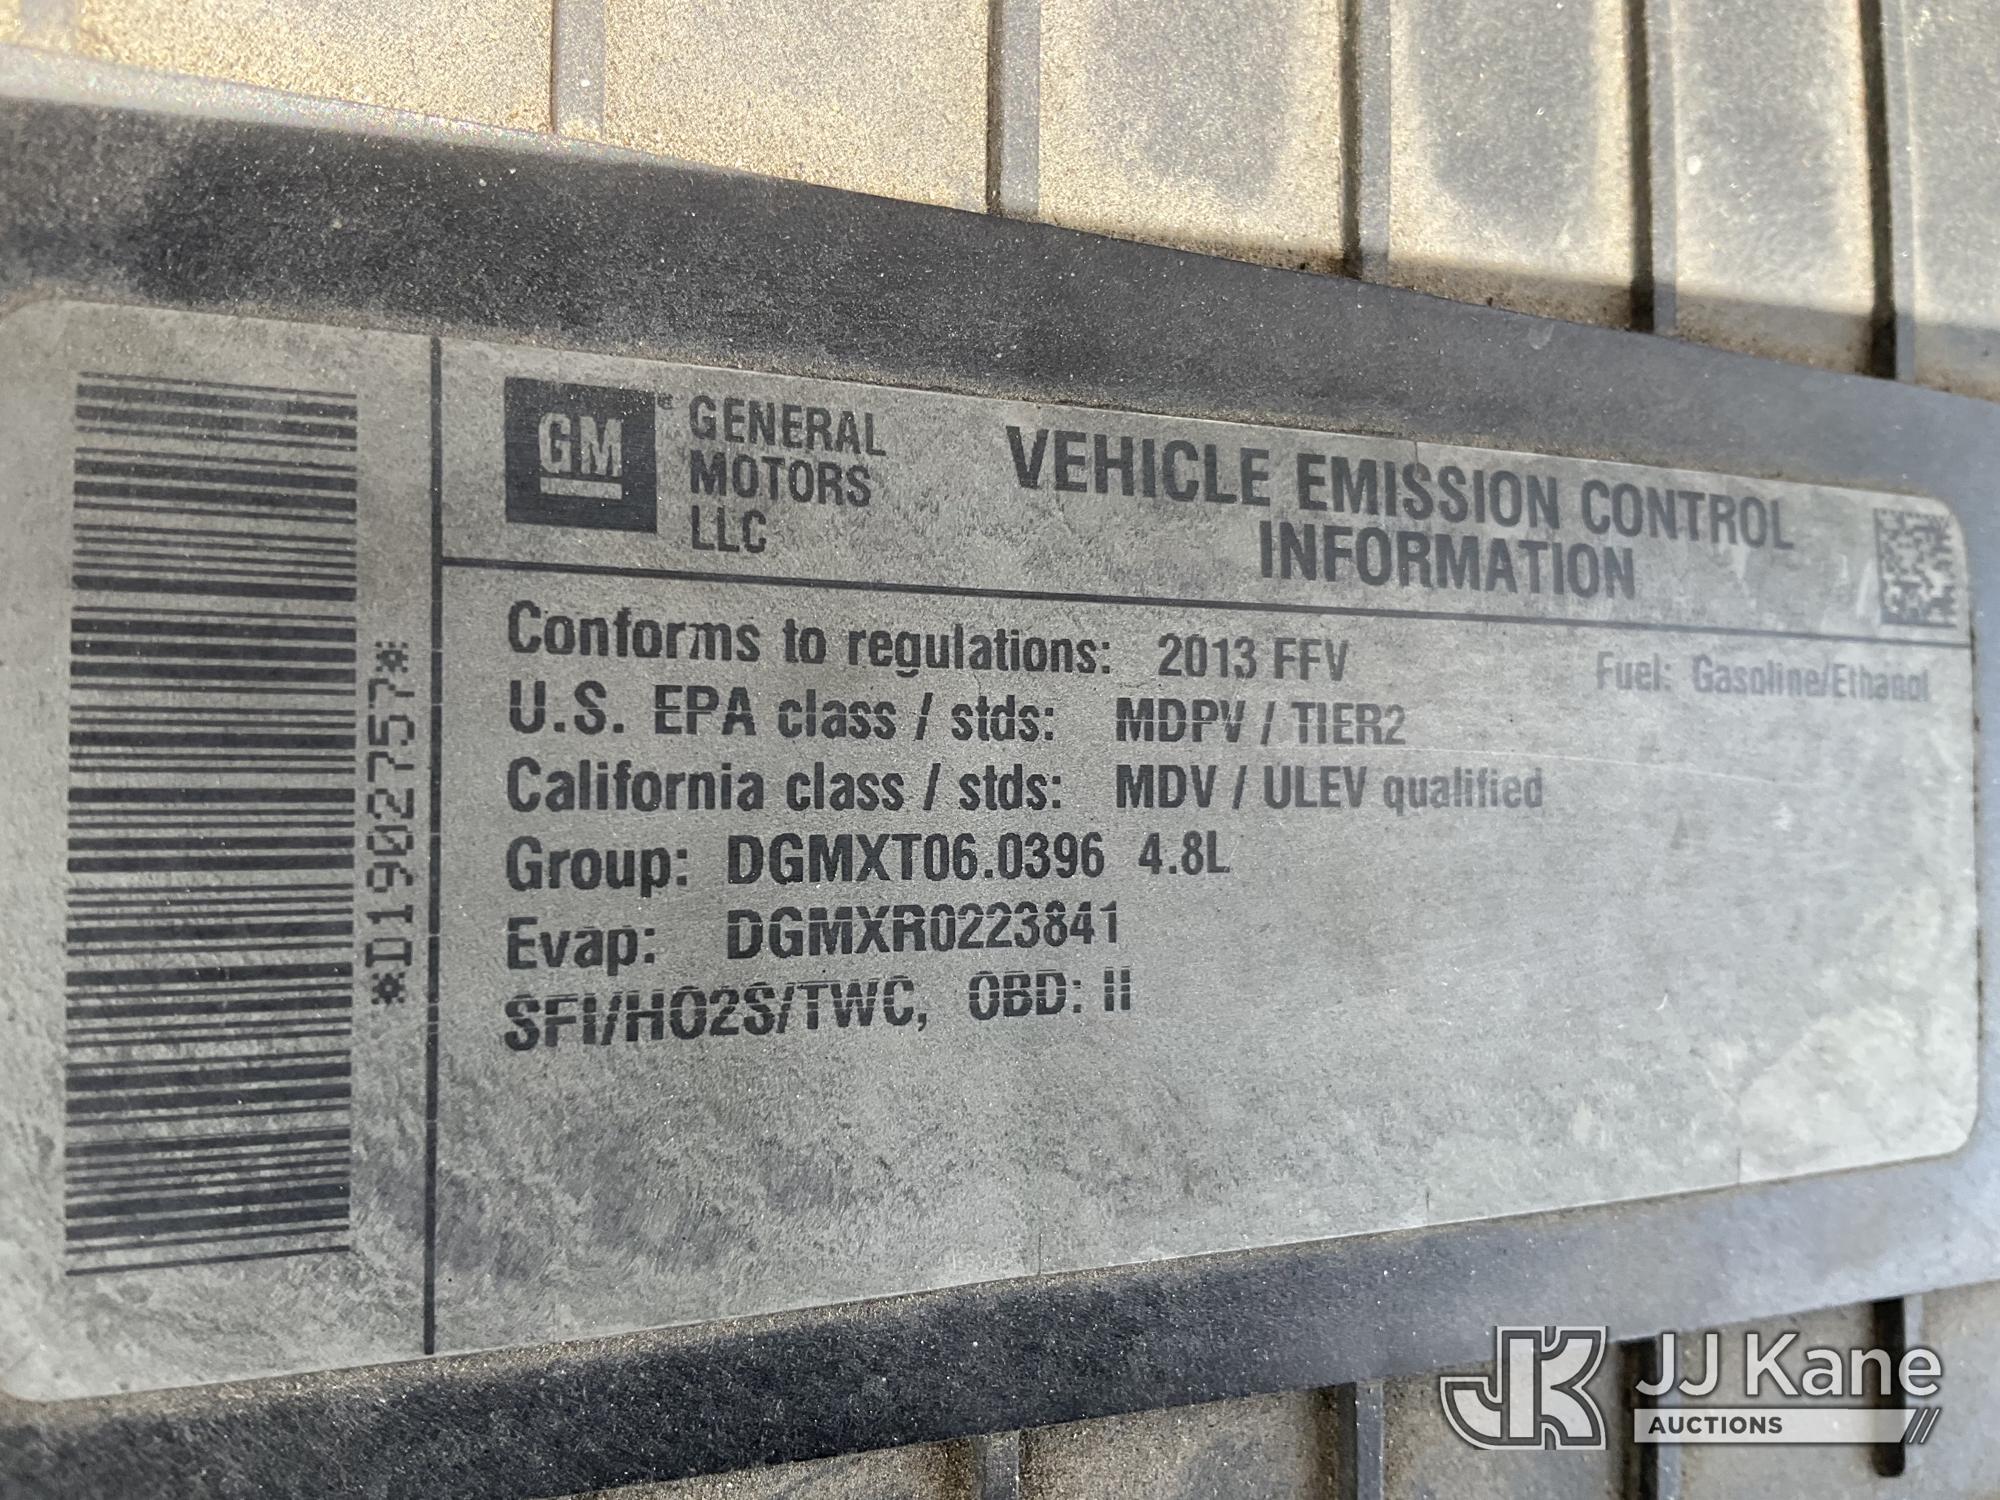 *D1902757*
GM
GENERAL
MOTORS
LLC
VEHICLE EMISSION CONTROL
INFORMATION
Conforms to regulations: 2013 FFV Fuel: Gasoline/Ethanol
U.S. EPA class / stds: MDPV / TIER2
California class / stds: MDV / ULEV qualified
Group: DGMXT06.0396 4.8L
Evap: DGMXR0223841
SFI/HO2S/TWC, OBD: II
JK
JJ Kane
AUCTIONS